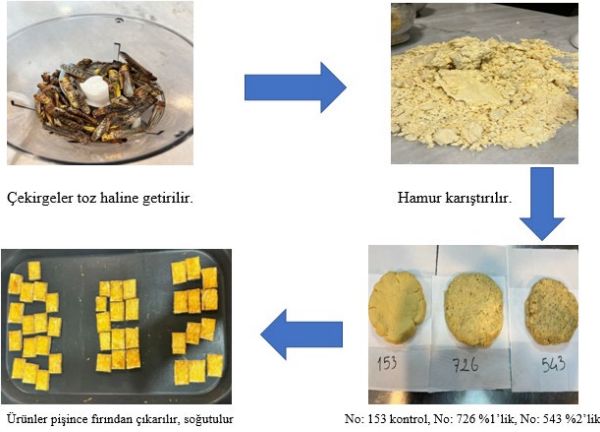 Çekirgeler toz haline getirilir.
Hamur karıştırılır.
153
726
543
Ürünler pişince fırından çıkarılır, soğutulur
No: 153 kontrol, No: 726 %1’lik, No: 543 %2’lik